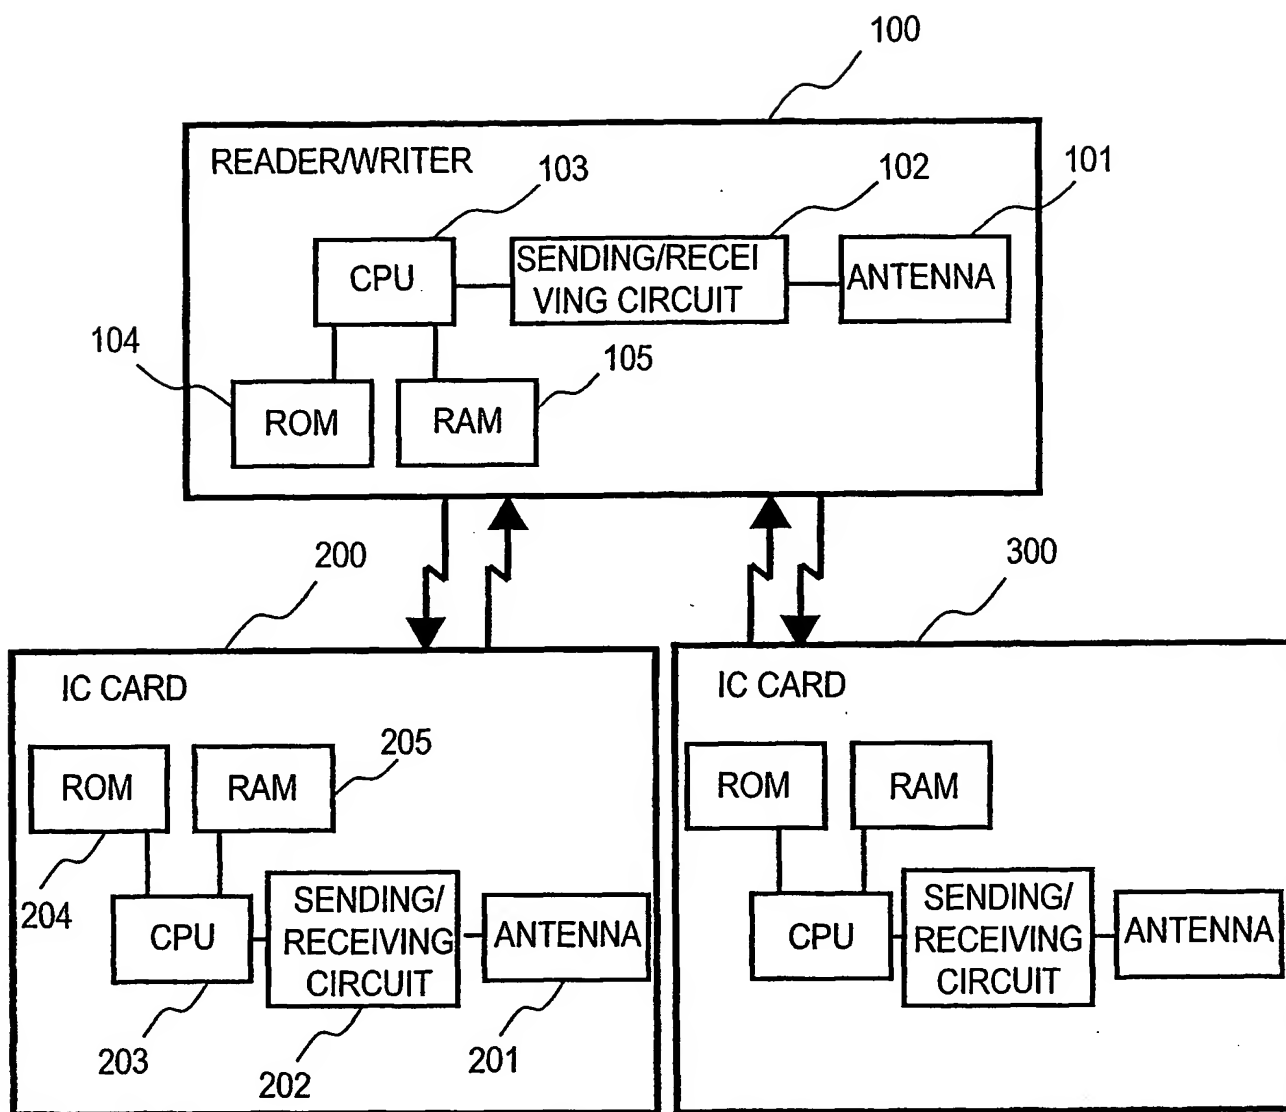 100
READER/WRITER
103
102
101
CPU
SENDING/RECEI
VING CIRCUIT
ANTENNA
104
105
ROM
RAM
200
300
IC CARD
205
ROM
RAM
204
CPU
SENDING/
RECEIVING
CIRCUIT
ANTENNA
203
202
201
IC CARD
ROM
RAM
CPU
SENDING/
RECEIVING
CIRCUIT
ANTENNA